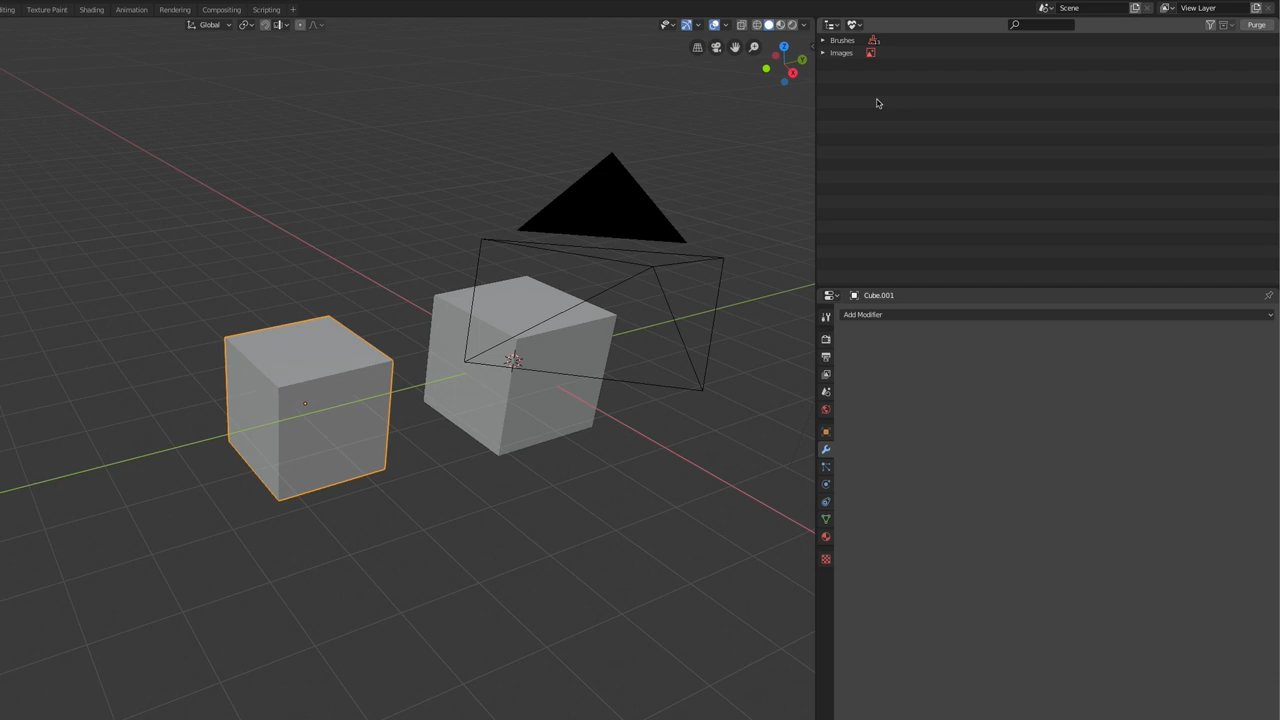 Texture Paint Shading Animation Rendering Compositing Scripting + Scene View Layer
Global Purge
Brushes
Images
Z
Y
X
Cube.001
Add Modifier